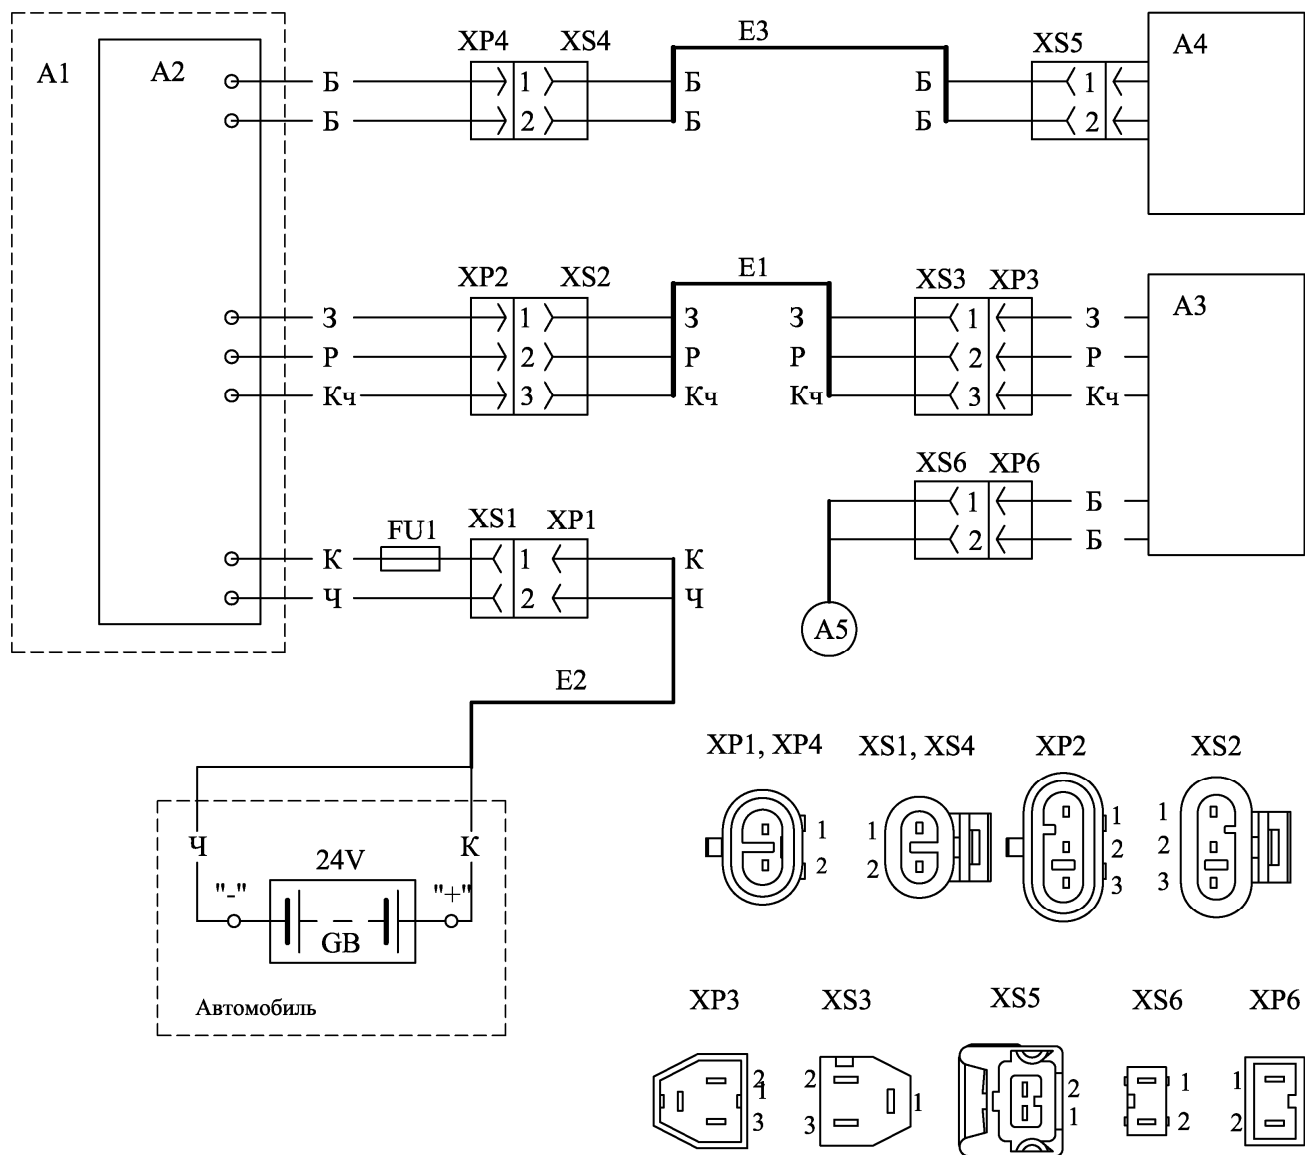 XP4 XS4 E3 XS5 A4
A1 A2
Б 1 Б Б 1
Б 2 Б Б 2
XP2 XS2 E1 XS3 XP3 A3
З 1 З З 1 З
Р 2 Р Р 2 Р
Кч 3 Кч Кч 3 Кч
XS6 XP6
1 Б
2 Б
FU1 XS1 XP1
К 1 К
Ч 2 Ч
A5
E2
XP1, XP4 XS1, XS4 XP2 XS2
1 1 1 1
2 2 2 2
3 3
Ч 24V К
"-" "+"
GB
Автомобиль
XP3 XS3 XS5 XS6 XP6
2 2 2 1 1
1 1 1
3 3 2 2